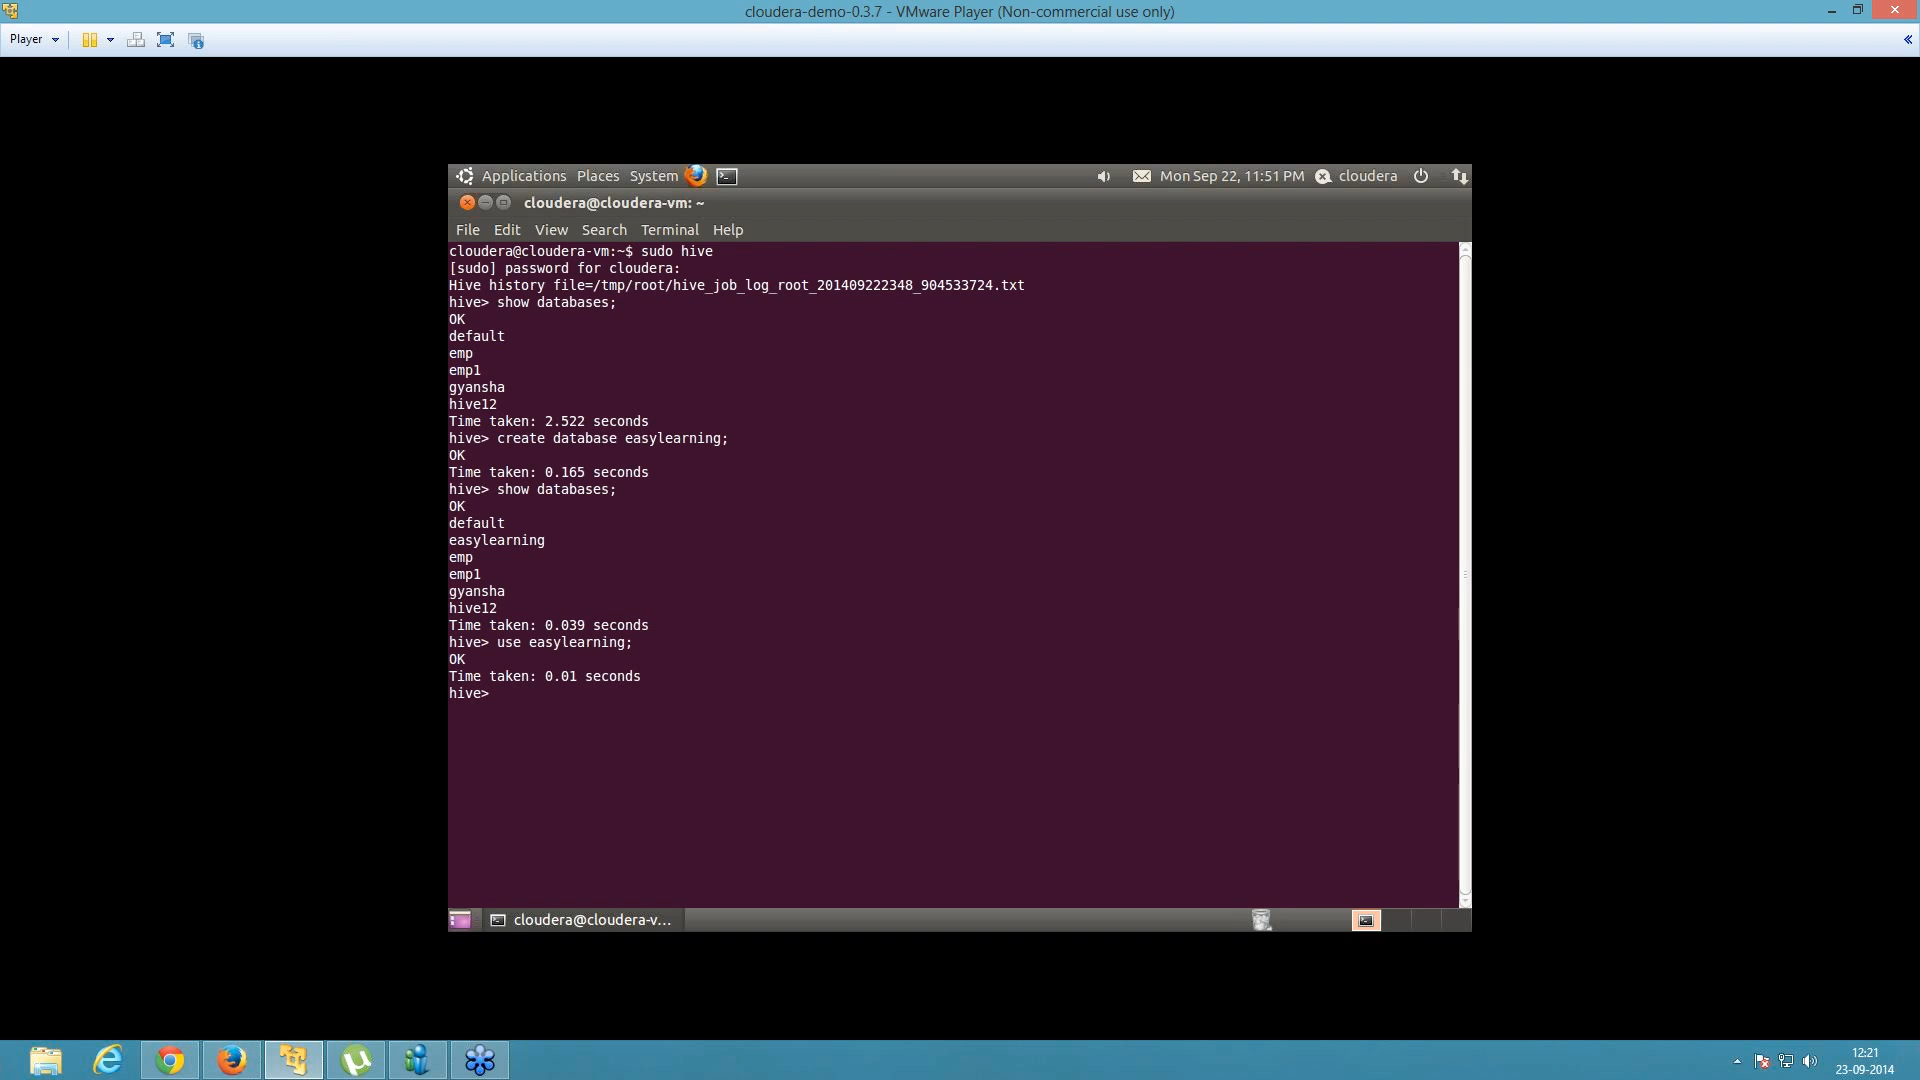 cloudera-demo-0.3.7 - VMware Player (Non-commercial use only)
Player
Applications Places System Mon Sep 22, 11:51 PM cloudera
cloudera@cloudera-vm: ~
File Edit View Search Terminal Help
cloudera@cloudera-vm:~$ sudo hive
[sudo] password for cloudera:
Hive history file=/tmp/root/hive_job_log_root_201409222348_904533724.txt
hive> show databases;
OK
default
emp
emp1
gyansha
hive12
Time taken: 2.522 seconds
hive> create database easylearning;
OK
Time taken: 0.165 seconds
hive> show databases;
OK
default
easylearning
emp
emp1
gyansha
hive12
Time taken: 0.039 seconds
hive> use easylearning;
OK
Time taken: 0.01 seconds
hive>
cloudera@cloudera-v...
12:21
23-09-2014